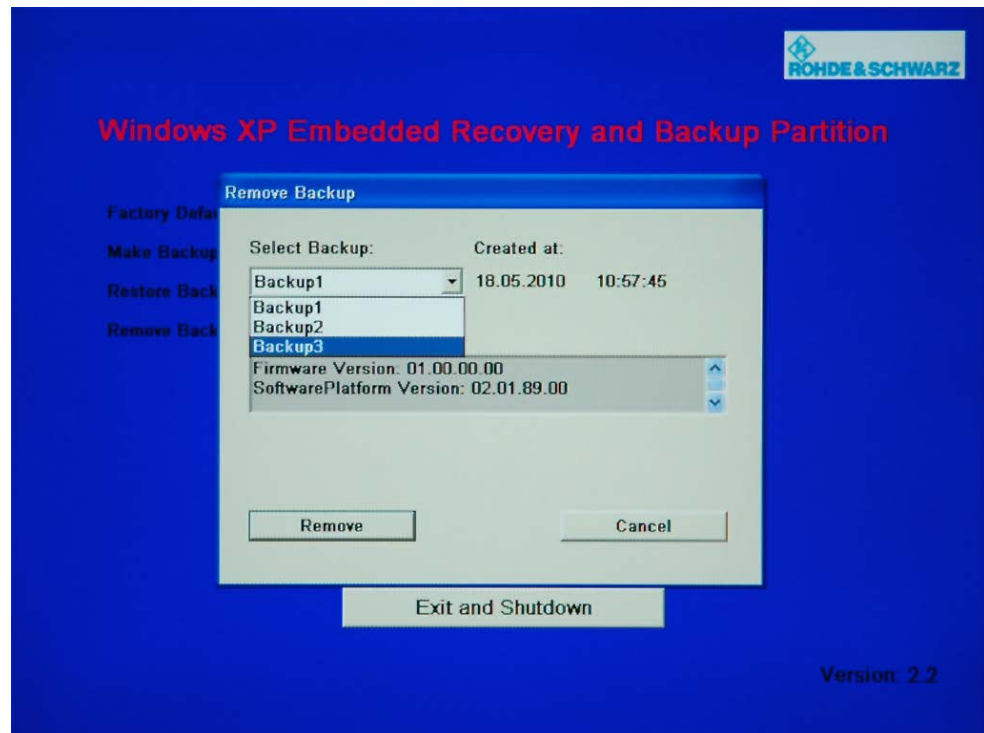 ROHDE & SCHWARZ
Windows XP Embedded Recovery and Backup Partition
Remove Backup
Factory Defa
Make Backup
Restore Back
Remove Back
Select Backup:
Created at:
Backup1
18.05.2010 10:57:45
Backup1
Backup2
Backup3
Firmware Version: 01.00.00.00
SoftwarePlatform Version: 02.01.89.00
Remove
Cancel
Exit and Shutdown
Version: 2.2